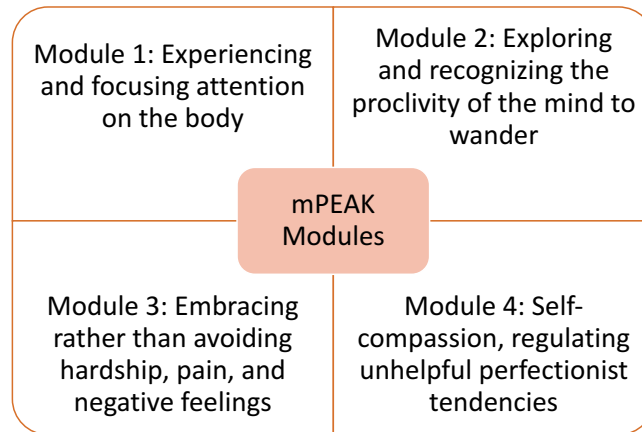 Module 1: Experiencing
and focusing attention
on the body
Module 2: Exploring
and recognizing the
proclivity of the mind to
wander
mPEAK
Modules
Module 3: Embracing
rather than avoiding
hardship, pain, and
negative feelings
Module 4: Self-
compassion, regulating
unhelpful perfectionist
tendencies